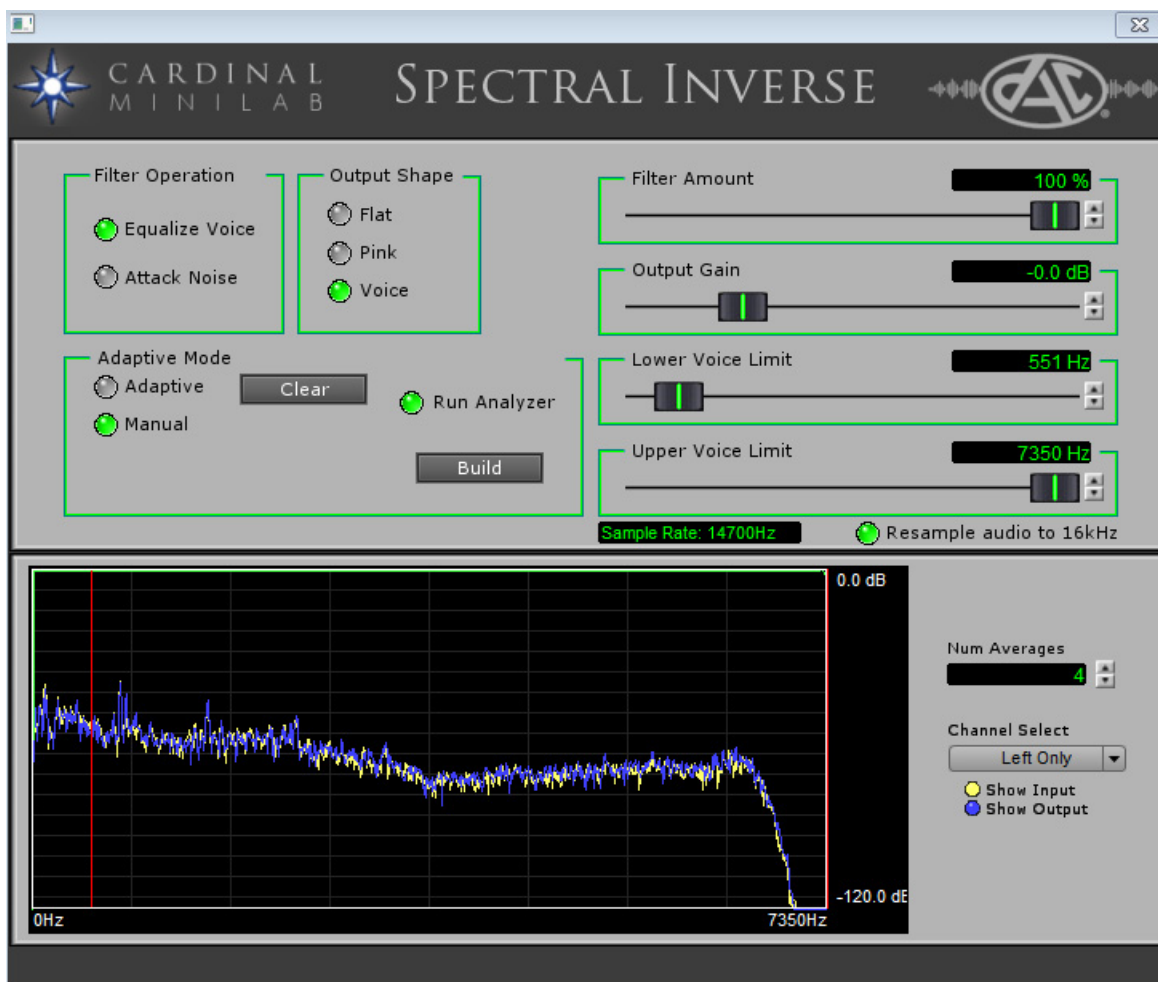 CARDINAL
MINILAB
SPECTRAL INVERSE
DAC
®
Filter Operation
Equalize Voice
Attack Noise
Output Shape
Flat
Pink
Voice
Filter Amount
100 %
Output Gain
-0.0 dB
Lower Voice Limit
551 Hz
Upper Voice Limit
7350 Hz
Adaptive Mode
Adaptive
Manual
Clear
Run Analyzer
Build
Sample Rate: 14700Hz
Resample audio to 16kHz
0.0 dB
-120.0 dB
0Hz
7350Hz
Num Averages
4
Channel Select
Left Only
Show Input
Show Output